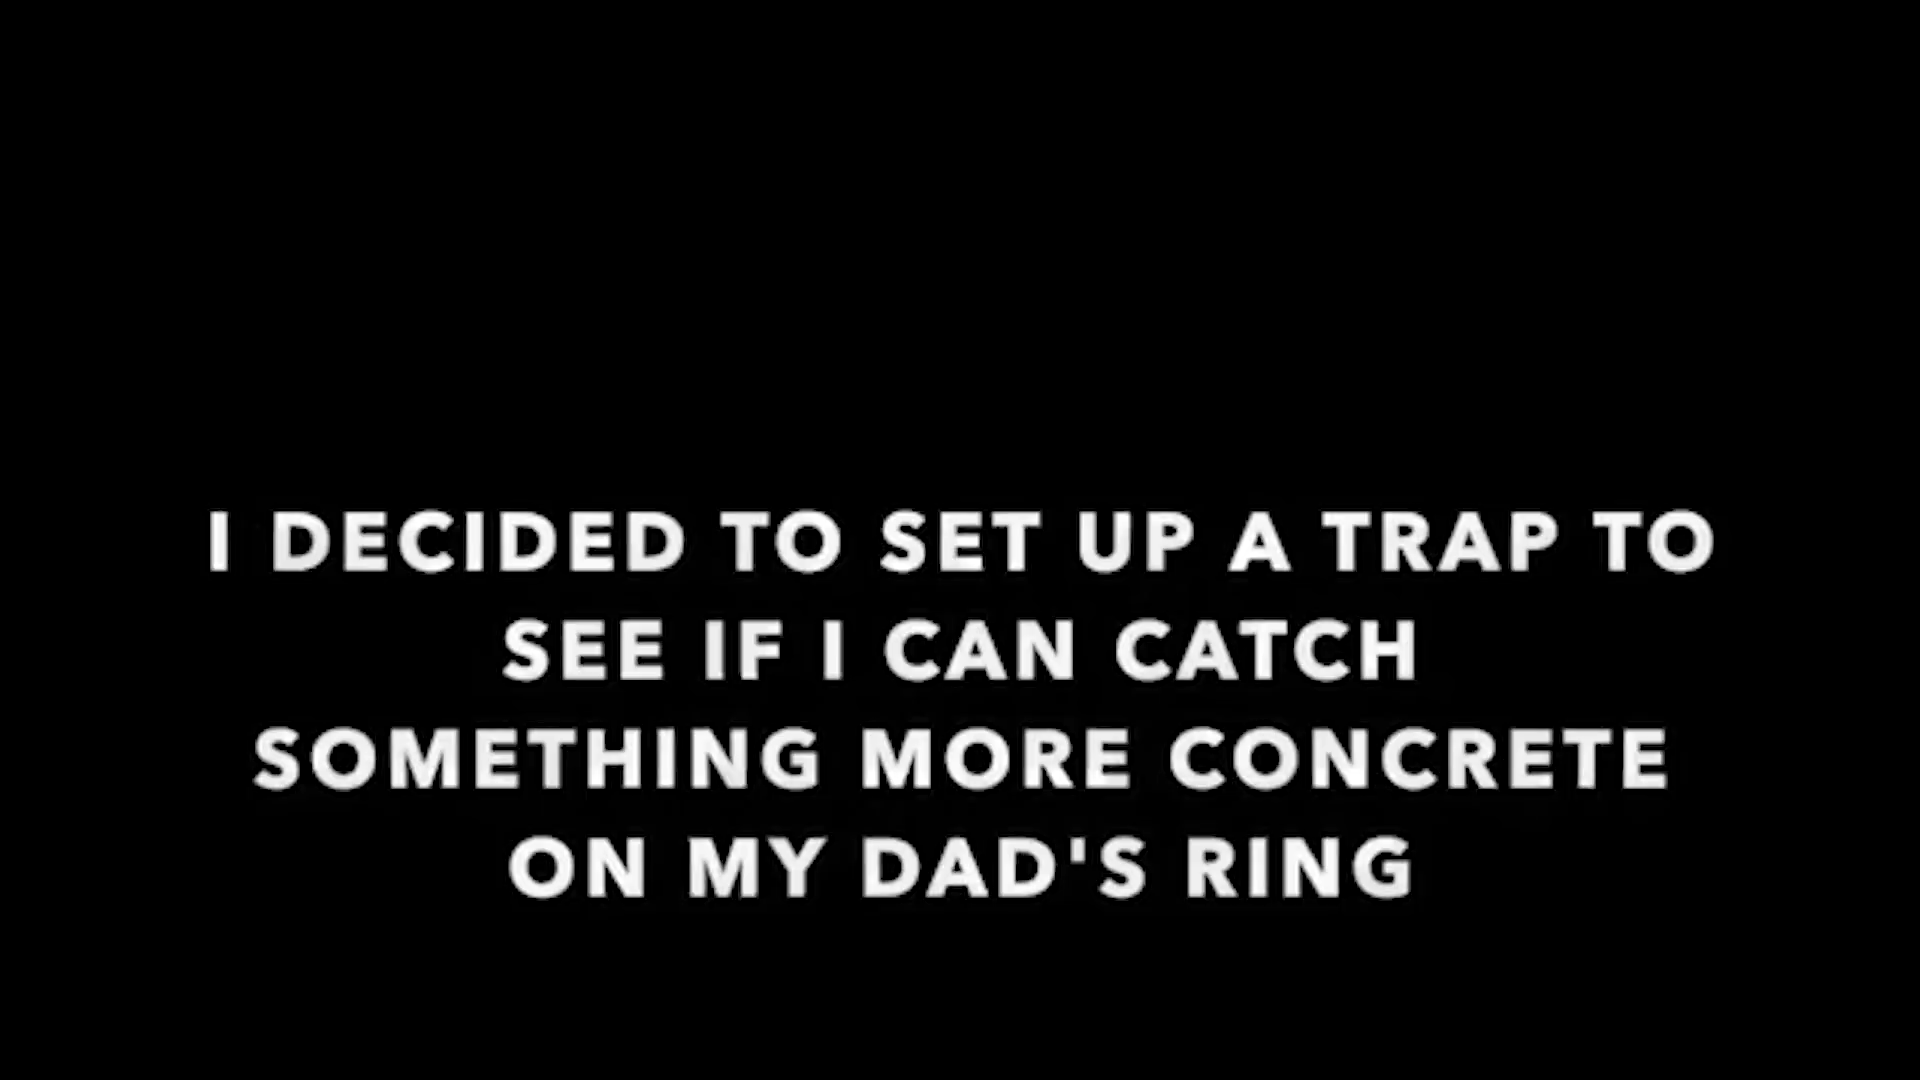 I DECIDED TO SET UP A TRAP TO
SEE IF I CAN CATCH
SOMETHING MORE CONCRETE
ON MY DAD'S RING